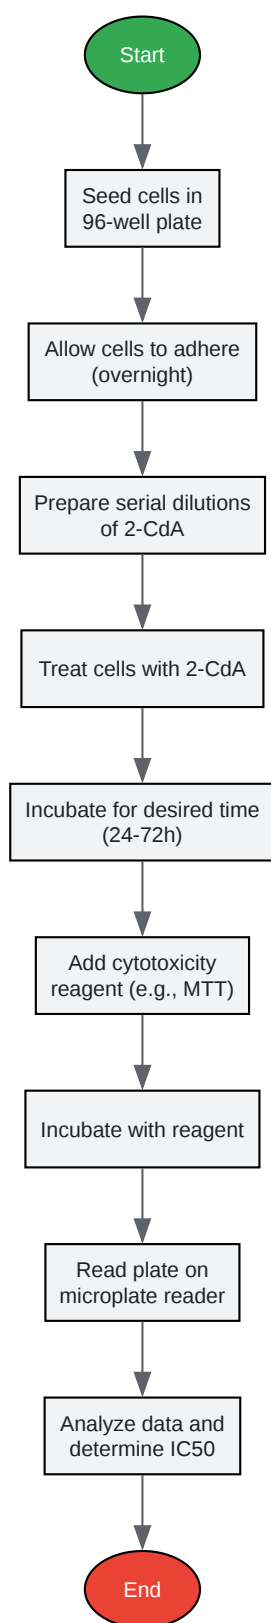 Start
Seed cells in
96-well plate
Allow cells to adhere
(overnight)
Prepare serial dilutions
of 2-CdA
Treat cells with 2-CdA
Incubate for desired time
(24-72h)
Add cytotoxicity
reagent (e.g., MTT)
Incubate with reagent
Read plate on
microplate reader
Analyze data and
determine IC50
End